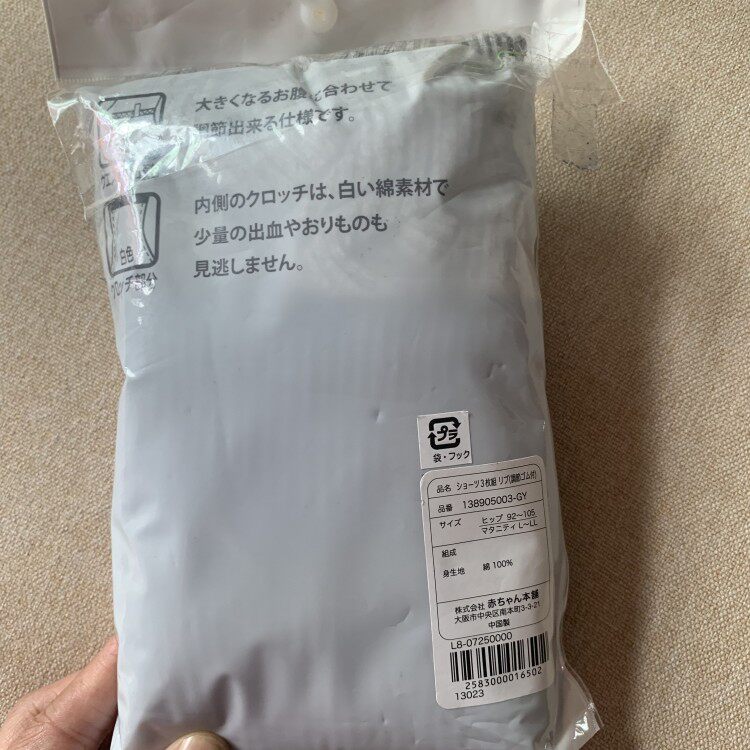 大きくなるお腹に合わせて
調節出来る仕様です。
ウエ
内側のクロッチは、白い綿素材で
少量の出血やおりものも
見逃しません。
白色
クロッチ部分
プラ
袋・フック
品名 ショーツ3枚組 リブ(調節ゴム付)
品番 138905003-GY
サイズ ヒップ 92～105
マタニティ L～LL
組成
身生地 綿100%
株式会社 赤ちゃん本舗
大阪市中央区南本町3-3-21
中国製
L8-07250000
2583000016502
13023